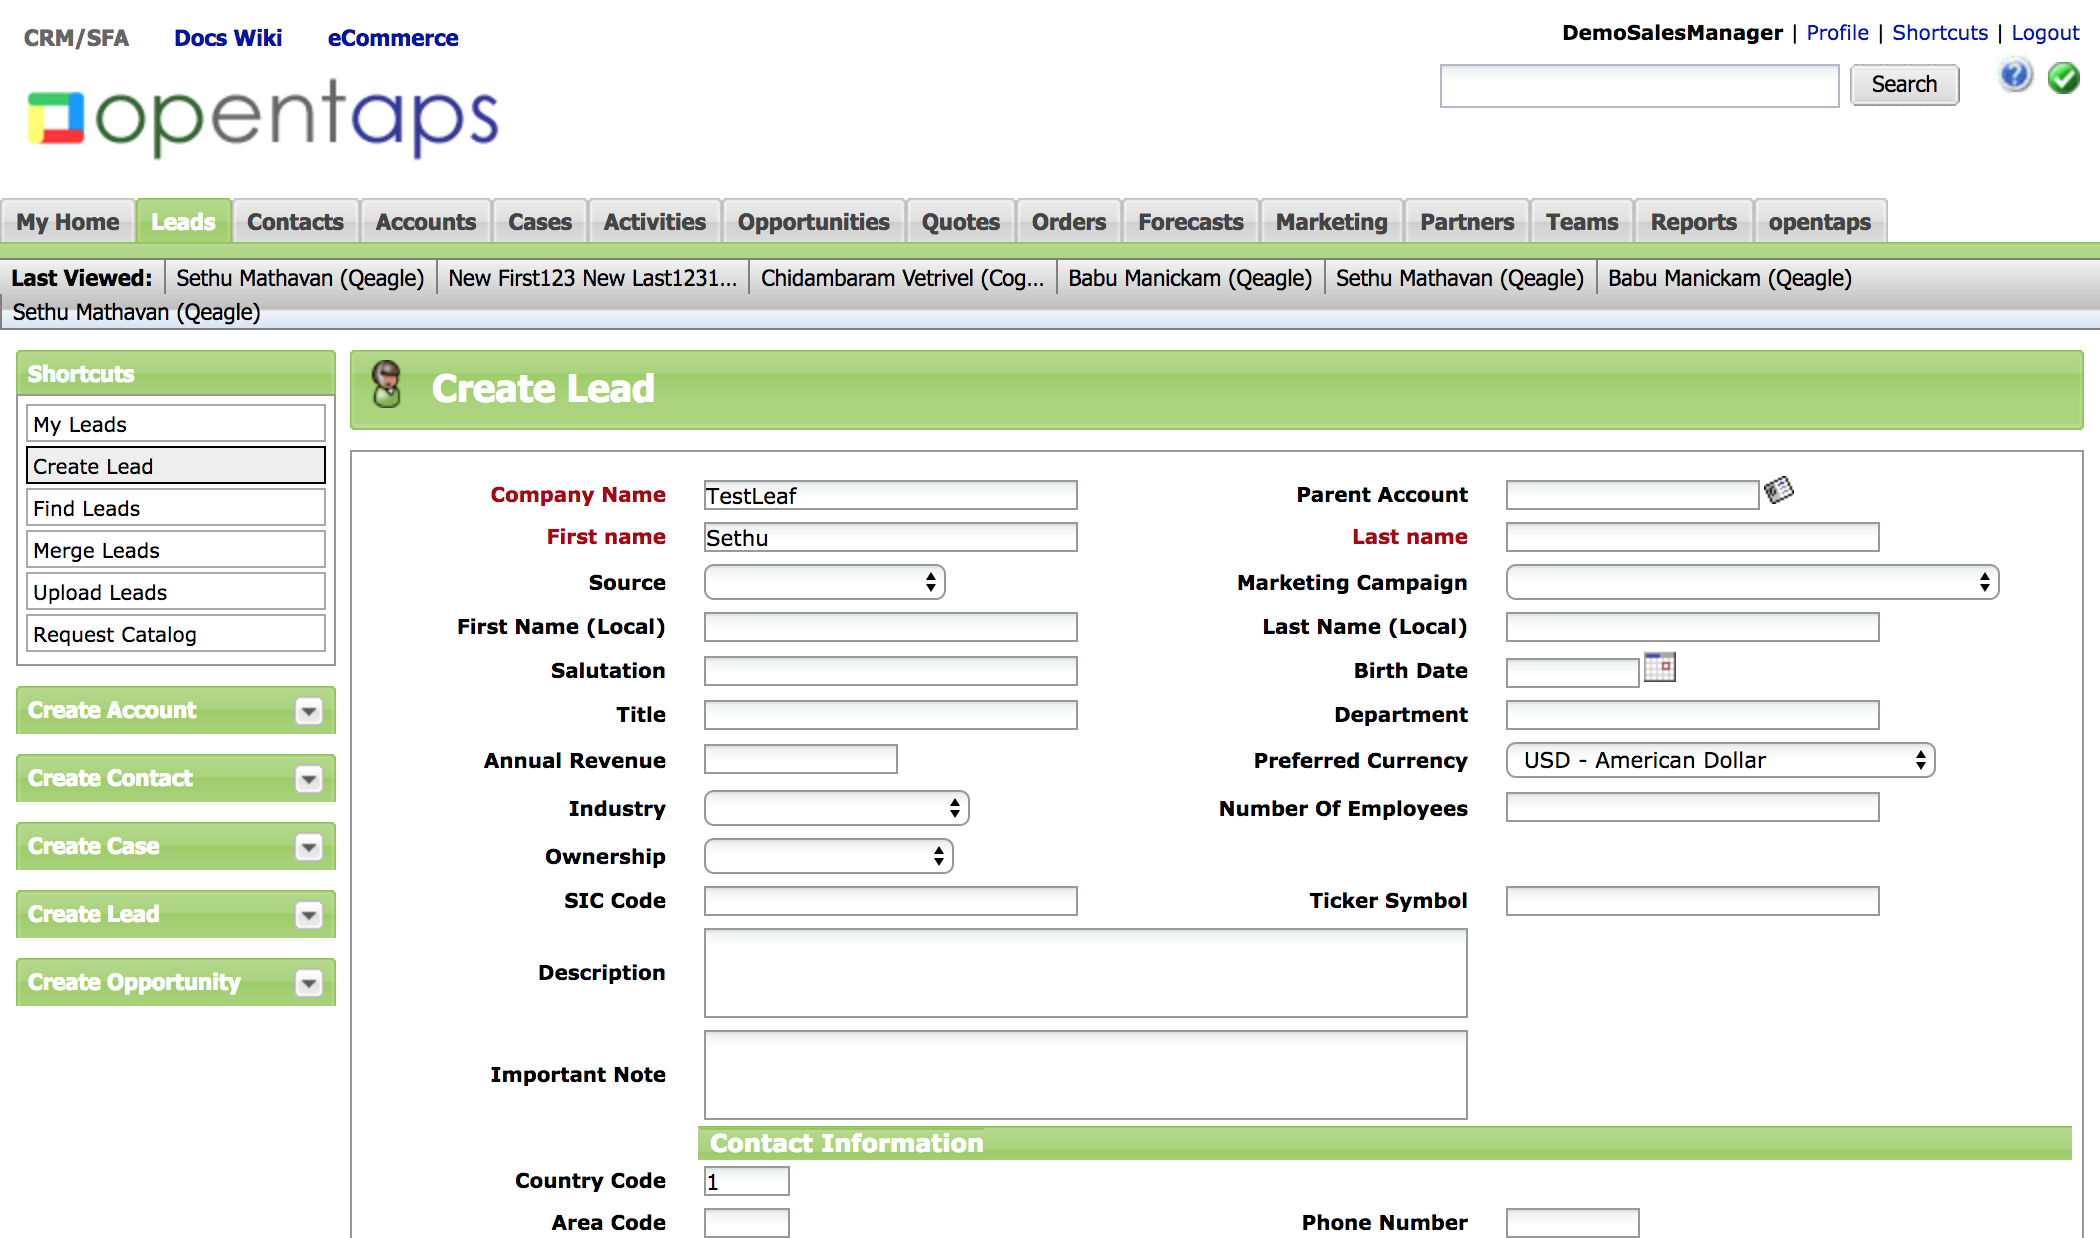 CRM/SFA Docs Wiki eCommerce
DemoSalesManager | Profile | Shortcuts | Logout
opentaps
Search
My Home Leads Contacts Accounts Cases Activities Opportunities Quotes Orders Forecasts Marketing Partners Teams Reports opentaps
Last Viewed: Sethu Mathavan (Qeagle) New First123 New Last1231... Chidambaram Vetrivel (Cog... Babu Manickam (Qeagle) Sethu Mathavan (Qeagle) Babu Manickam (Qeagle)
Sethu Mathavan (Qeagle)
Shortcuts
My Leads
Create Lead
Find Leads
Merge Leads
Upload Leads
Request Catalog
Create Account
Create Contact
Create Case
Create Lead
Create Opportunity
Create Lead
Company Name TestLeaf Parent Account
First name Sethu Last name
Source Marketing Campaign
First Name (Local) Last Name (Local)
Salutation Birth Date
Title Department
Annual Revenue Preferred Currency USD - American Dollar
Industry Number Of Employees
Ownership
SIC Code Ticker Symbol
Description
Important Note
Contact Information
Country Code 1
Area Code Phone Number